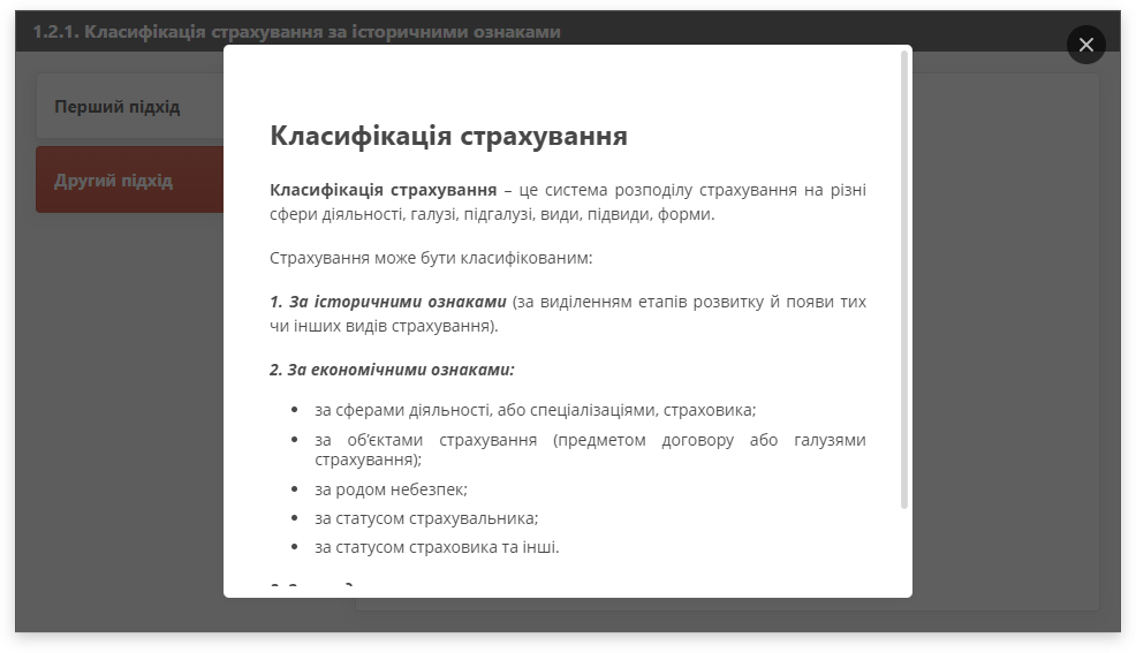 1.2.1. Класифікація страхування за історичними ознаками
Перший підхід
Другий підхід
Класифікація страхування
Класифікація страхування – це система розподілу страхування на різні
сфери діяльності, галузі, підгалузі, види, підвиди, форми.
Страхування може бути класифікованим:
1. За історичними ознаками (за виділенням етапів розвитку й появи тих
чи інших видів страхування).
2. За економічними ознаками:
• за сферами діяльності, або спеціалізаціями, страховика;
• за об’єктами страхування (предметом договору або галузями
страхування);
• за родом небезпек;
• за статусом страхувальника;
• за статусом страховика та інші.